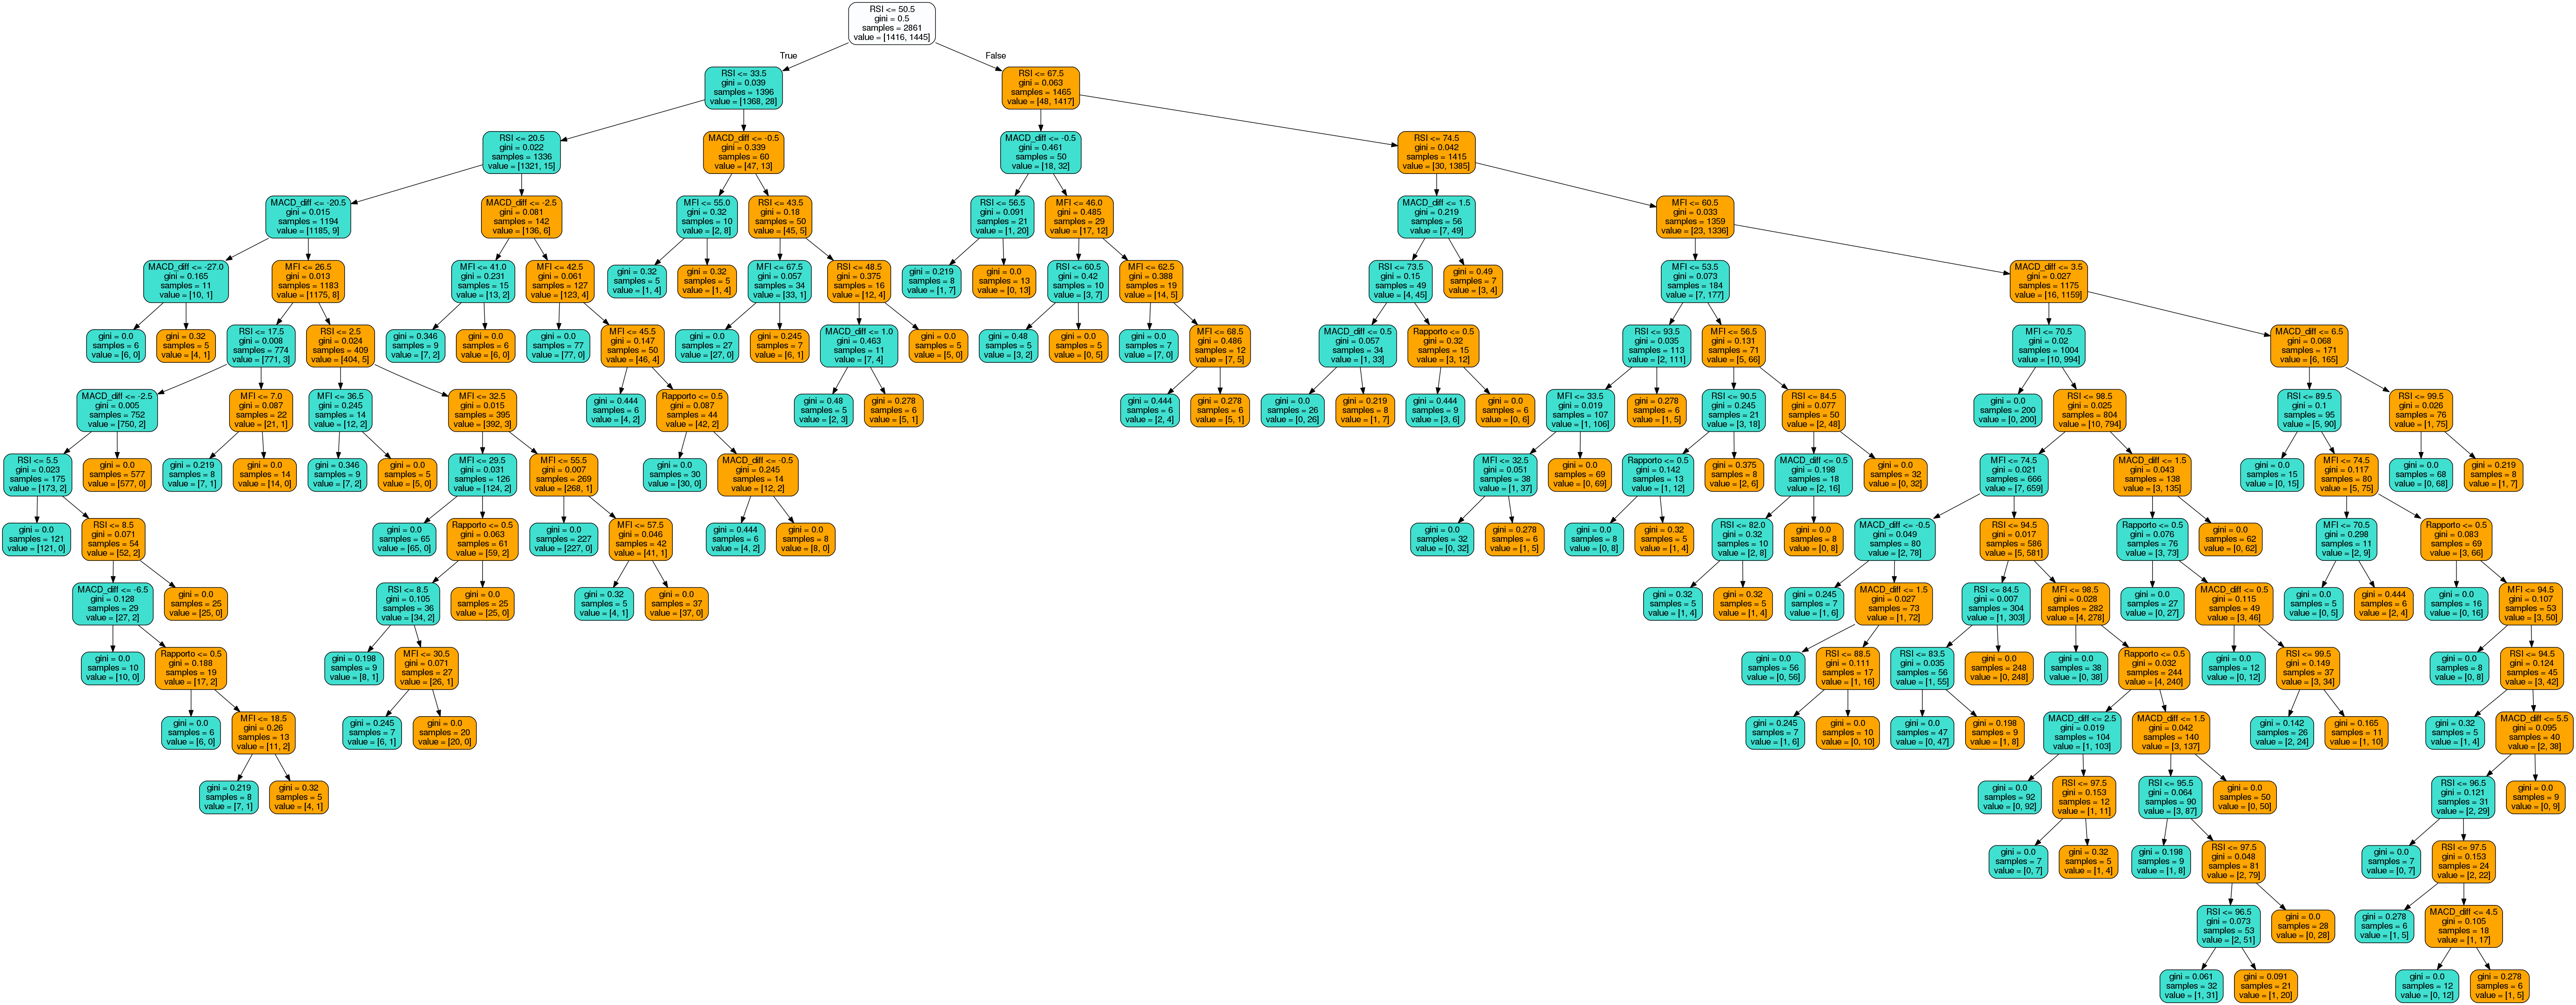 RSI <= 50.5
gini = 0.5
samples = 2861
value = [1416, 1445]
True
False
RSI <= 33.5
gini = 0.039
samples = 1396
value = [1368, 28]
RSI <= 67.5
gini = 0.063
samples = 1465
value = [48, 1417]
RSI <= 20.5
gini = 0.022
samples = 1336
value = [1321, 15]
MACD_diff <= -0.5
gini = 0.339
samples = 60
value = [47, 13]
MACD_diff <= -0.5
gini = 0.461
samples = 50
value = [18, 32]
RSI <= 74.5
gini = 0.042
samples = 1415
value = [30, 1385]
MACD_diff <= -20.5
gini = 0.015
samples = 1194
value = [1185, 9]
MACD_diff <= -2.5
gini = 0.081
samples = 142
value = [136, 6]
MFI <= 55.0
gini = 0.32
samples = 10
value = [2, 8]
RSI <= 43.5
gini = 0.18
samples = 50
value = [45, 5]
RSI <= 56.5
gini = 0.091
samples = 21
value = [1, 20]
MFI <= 46.0
gini = 0.485
samples = 29
value = [17, 12]
MACD_diff <= 1.5
gini = 0.219
samples = 56
value = [7, 49]
MFI <= 60.5
gini = 0.033
samples = 1359
value = [23, 1336]
MACD_diff <= -27.0
gini = 0.165
samples = 11
value = [10, 1]
MFI <= 26.5
gini = 0.013
samples = 1183
value = [1175, 8]
MFI <= 41.0
gini = 0.231
samples = 15
value = [13, 2]
MFI <= 42.5
gini = 0.061
samples = 127
value = [123, 4]
gini = 0.32
samples = 5
value = [1, 4]
gini = 0.32
samples = 5
value = [1, 4]
MFI <= 67.5
gini = 0.057
samples = 34
value = [33, 1]
RSI <= 48.5
gini = 0.375
samples = 16
value = [12, 4]
gini = 0.219
samples = 8
value = [1, 7]
gini = 0.0
samples = 13
value = [0, 13]
RSI <= 60.5
gini = 0.42
samples = 10
value = [3, 7]
MFI <= 62.5
gini = 0.388
samples = 19
value = [14, 5]
RSI <= 73.5
gini = 0.15
samples = 49
value = [4, 45]
gini = 0.49
samples = 7
value = [3, 4]
MFI <= 53.5
gini = 0.073
samples = 184
value = [7, 177]
MACD_diff <= 3.5
gini = 0.027
samples = 1175
value = [16, 1159]
gini = 0.0
samples = 6
value = [6, 0]
gini = 0.32
samples = 5
value = [4, 1]
RSI <= 17.5
gini = 0.008
samples = 774
value = [771, 3]
RSI <= 2.5
gini = 0.024
samples = 409
value = [404, 5]
gini = 0.346
samples = 9
value = [7, 2]
gini = 0.0
samples = 6
value = [6, 0]
gini = 0.0
samples = 77
value = [77, 0]
MFI <= 45.5
gini = 0.147
samples = 50
value = [46, 4]
gini = 0.0
samples = 27
value = [27, 0]
gini = 0.245
samples = 7
value = [6, 1]
MACD_diff <= 1.0
gini = 0.463
samples = 11
value = [7, 4]
gini = 0.0
samples = 5
value = [5, 0]
gini = 0.48
samples = 5
value = [3, 2]
gini = 0.0
samples = 5
value = [0, 5]
gini = 0.0
samples = 7
value = [7, 0]
MFI <= 68.5
gini = 0.486
samples = 12
value = [7, 5]
MACD_diff <= 0.5
gini = 0.057
samples = 34
value = [1, 33]
Rapporto <= 0.5
gini = 0.32
samples = 15
value = [3, 12]
RSI <= 93.5
gini = 0.035
samples = 113
value = [2, 111]
MFI <= 56.5
gini = 0.131
samples = 71
value = [5, 66]
MFI <= 70.5
gini = 0.02
samples = 1004
value = [10, 994]
MACD_diff <= 6.5
gini = 0.068
samples = 171
value = [6, 165]
MACD_diff <= -2.5
gini = 0.005
samples = 752
value = [750, 2]
MFI <= 7.0
gini = 0.087
samples = 22
value = [21, 1]
MFI <= 36.5
gini = 0.245
samples = 14
value = [12, 2]
MFI <= 32.5
gini = 0.015
samples = 395
value = [392, 3]
gini = 0.444
samples = 6
value = [4, 2]
Rapporto <= 0.5
gini = 0.087
samples = 44
value = [42, 2]
gini = 0.48
samples = 5
value = [2, 3]
gini = 0.278
samples = 6
value = [5, 1]
gini = 0.444
samples = 6
value = [2, 4]
gini = 0.278
samples = 6
value = [5, 1]
gini = 0.0
samples = 26
value = [0, 26]
gini = 0.219
samples = 8
value = [1, 7]
gini = 0.444
samples = 9
value = [3, 6]
gini = 0.0
samples = 6
value = [0, 6]
MFI <= 33.5
gini = 0.019
samples = 107
value = [1, 106]
gini = 0.278
samples = 6
value = [1, 5]
RSI <= 90.5
gini = 0.245
samples = 21
value = [3, 18]
RSI <= 84.5
gini = 0.077
samples = 50
value = [2, 48]
gini = 0.0
samples = 200
value = [0, 200]
RSI <= 98.5
gini = 0.025
samples = 804
value = [10, 794]
RSI <= 89.5
gini = 0.1
samples = 95
value = [5, 90]
RSI <= 99.5
gini = 0.026
samples = 76
value = [1, 75]
RSI <= 5.5
gini = 0.023
samples = 175
value = [173, 2]
gini = 0.0
samples = 577
value = [577, 0]
gini = 0.219
samples = 8
value = [7, 1]
gini = 0.0
samples = 14
value = [14, 0]
gini = 0.346
samples = 9
value = [7, 2]
gini = 0.0
samples = 5
value = [5, 0]
MFI <= 29.5
gini = 0.031
samples = 126
value = [124, 2]
MFI <= 55.5
gini = 0.007
samples = 269
value = [268, 1]
gini = 0.0
samples = 30
value = [30, 0]
MACD_diff <= -0.5
gini = 0.245
samples = 14
value = [12, 2]
MFI <= 32.5
gini = 0.051
samples = 38
value = [1, 37]
gini = 0.0
samples = 69
value = [0, 69]
Rapporto <= 0.5
gini = 0.142
samples = 13
value = [1, 12]
gini = 0.375
samples = 8
value = [2, 6]
MACD_diff <= 0.5
gini = 0.198
samples = 18
value = [2, 16]
gini = 0.0
samples = 32
value = [0, 32]
MFI <= 74.5
gini = 0.021
samples = 666
value = [7, 659]
MACD_diff <= 1.5
gini = 0.043
samples = 138
value = [3, 135]
gini = 0.0
samples = 15
value = [0, 15]
MFI <= 74.5
gini = 0.117
samples = 80
value = [5, 75]
gini = 0.0
samples = 68
value = [0, 68]
gini = 0.219
samples = 8
value = [1, 7]
gini = 0.0
samples = 121
value = [121, 0]
RSI <= 8.5
gini = 0.071
samples = 54
value = [52, 2]
gini = 0.0
samples = 65
value = [65, 0]
Rapporto <= 0.5
gini = 0.063
samples = 61
value = [59, 2]
gini = 0.0
samples = 227
value = [227, 0]
MFI <= 57.5
gini = 0.046
samples = 42
value = [41, 1]
gini = 0.444
samples = 6
value = [4, 2]
gini = 0.0
samples = 8
value = [8, 0]
gini = 0.0
samples = 32
value = [0, 32]
gini = 0.278
samples = 6
value = [1, 5]
gini = 0.0
samples = 8
value = [0, 8]
gini = 0.32
samples = 5
value = [1, 4]
RSI <= 82.0
gini = 0.32
samples = 10
value = [2, 8]
gini = 0.0
samples = 8
value = [0, 8]
MACD_diff <= -0.5
gini = 0.049
samples = 80
value = [2, 78]
RSI <= 94.5
gini = 0.017
samples = 586
value = [5, 581]
Rapporto <= 0.5
gini = 0.076
samples = 76
value = [3, 73]
gini = 0.0
samples = 62
value = [0, 62]
MFI <= 70.5
gini = 0.298
samples = 11
value = [2, 9]
Rapporto <= 0.5
gini = 0.083
samples = 69
value = [3, 66]
MACD_diff <= -6.5
gini = 0.128
samples = 29
value = [27, 2]
gini = 0.0
samples = 25
value = [25, 0]
RSI <= 8.5
gini = 0.105
samples = 36
value = [34, 2]
gini = 0.0
samples = 25
value = [25, 0]
gini = 0.32
samples = 5
value = [4, 1]
gini = 0.0
samples = 37
value = [37, 0]
gini = 0.32
samples = 5
value = [1, 4]
gini = 0.32
samples = 5
value = [1, 4]
gini = 0.245
samples = 7
value = [1, 6]
MACD_diff <= 1.5
gini = 0.027
samples = 73
value = [1, 72]
RSI <= 84.5
gini = 0.007
samples = 304
value = [1, 303]
MFI <= 98.5
gini = 0.028
samples = 282
value = [4, 278]
gini = 0.0
samples = 27
value = [0, 27]
MACD_diff <= 0.5
gini = 0.115
samples = 49
value = [3, 46]
gini = 0.0
samples = 5
value = [0, 5]
gini = 0.444
samples = 6
value = [2, 4]
gini = 0.0
samples = 16
value = [0, 16]
MFI <= 94.5
gini = 0.107
samples = 53
value = [3, 50]
gini = 0.0
samples = 10
value = [10, 0]
Rapporto <= 0.5
gini = 0.188
samples = 19
value = [17, 2]
gini = 0.198
samples = 9
value = [8, 1]
MFI <= 30.5
gini = 0.071
samples = 27
value = [26, 1]
gini = 0.0
samples = 56
value = [0, 56]
RSI <= 88.5
gini = 0.111
samples = 17
value = [1, 16]
RSI <= 83.5
gini = 0.035
samples = 56
value = [1, 55]
gini = 0.0
samples = 248
value = [0, 248]
gini = 0.0
samples = 38
value = [0, 38]
Rapporto <= 0.5
gini = 0.032
samples = 244
value = [4, 240]
gini = 0.0
samples = 12
value = [0, 12]
RSI <= 99.5
gini = 0.149
samples = 37
value = [3, 34]
gini = 0.0
samples = 8
value = [0, 8]
RSI <= 94.5
gini = 0.124
samples = 45
value = [3, 42]
gini = 0.0
samples = 6
value = [6, 0]
MFI <= 18.5
gini = 0.26
samples = 13
value = [11, 2]
gini = 0.245
samples = 7
value = [6, 1]
gini = 0.0
samples = 20
value = [20, 0]
gini = 0.245
samples = 7
value = [1, 6]
gini = 0.0
samples = 10
value = [0, 10]
gini = 0.0
samples = 47
value = [0, 47]
gini = 0.198
samples = 9
value = [1, 8]
MACD_diff <= 2.5
gini = 0.019
samples = 104
value = [1, 103]
MACD_diff <= 1.5
gini = 0.042
samples = 140
value = [3, 137]
gini = 0.142
samples = 26
value = [2, 24]
gini = 0.165
samples = 11
value = [1, 10]
gini = 0.32
samples = 5
value = [1, 4]
MACD_diff <= 5.5
gini = 0.095
samples = 40
value = [2, 38]
gini = 0.219
samples = 8
value = [7, 1]
gini = 0.32
samples = 5
value = [4, 1]
gini = 0.0
samples = 92
value = [0, 92]
RSI <= 97.5
gini = 0.153
samples = 12
value = [1, 11]
RSI <= 95.5
gini = 0.064
samples = 90
value = [3, 87]
gini = 0.0
samples = 50
value = [0, 50]
RSI <= 96.5
gini = 0.121
samples = 31
value = [2, 29]
gini = 0.0
samples = 9
value = [0, 9]
gini = 0.0
samples = 7
value = [0, 7]
gini = 0.32
samples = 5
value = [1, 4]
gini = 0.198
samples = 9
value = [1, 8]
RSI <= 97.5
gini = 0.048
samples = 81
value = [2, 79]
gini = 0.0
samples = 7
value = [0, 7]
RSI <= 97.5
gini = 0.153
samples = 24
value = [2, 22]
RSI <= 96.5
gini = 0.073
samples = 53
value = [2, 51]
gini = 0.0
samples = 28
value = [0, 28]
gini = 0.278
samples = 6
value = [1, 5]
MACD_diff <= 4.5
gini = 0.105
samples = 18
value = [1, 17]
gini = 0.061
samples = 32
value = [1, 31]
gini = 0.091
samples = 21
value = [1, 20]
gini = 0.0
samples = 12
value = [0, 12]
gini = 0.278
samples = 6
value = [1, 5]